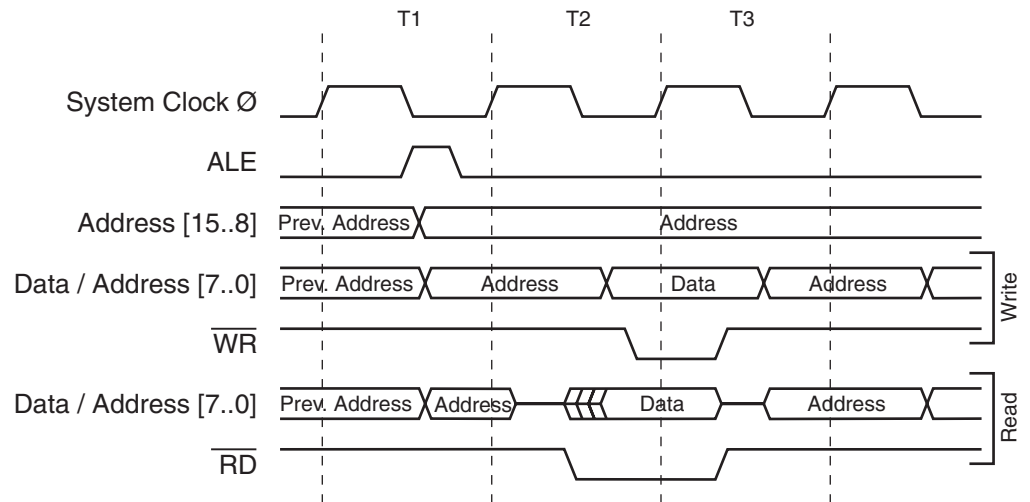 T1 T2 T3
System Clock Ø
ALE
Address [15..8] Prev. Address Address
Data / Address [7..0] Prev. Address Address Data Address
WR
Write
Data / Address [7..0] Prev. Address Address Data Address
RD
Read